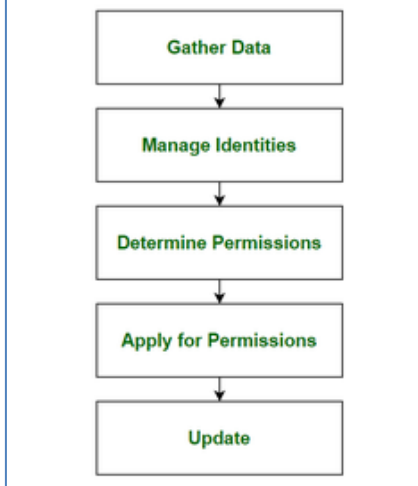 Gather Data
Manage Identities
Determine Permissions
Apply for Permissions
Update